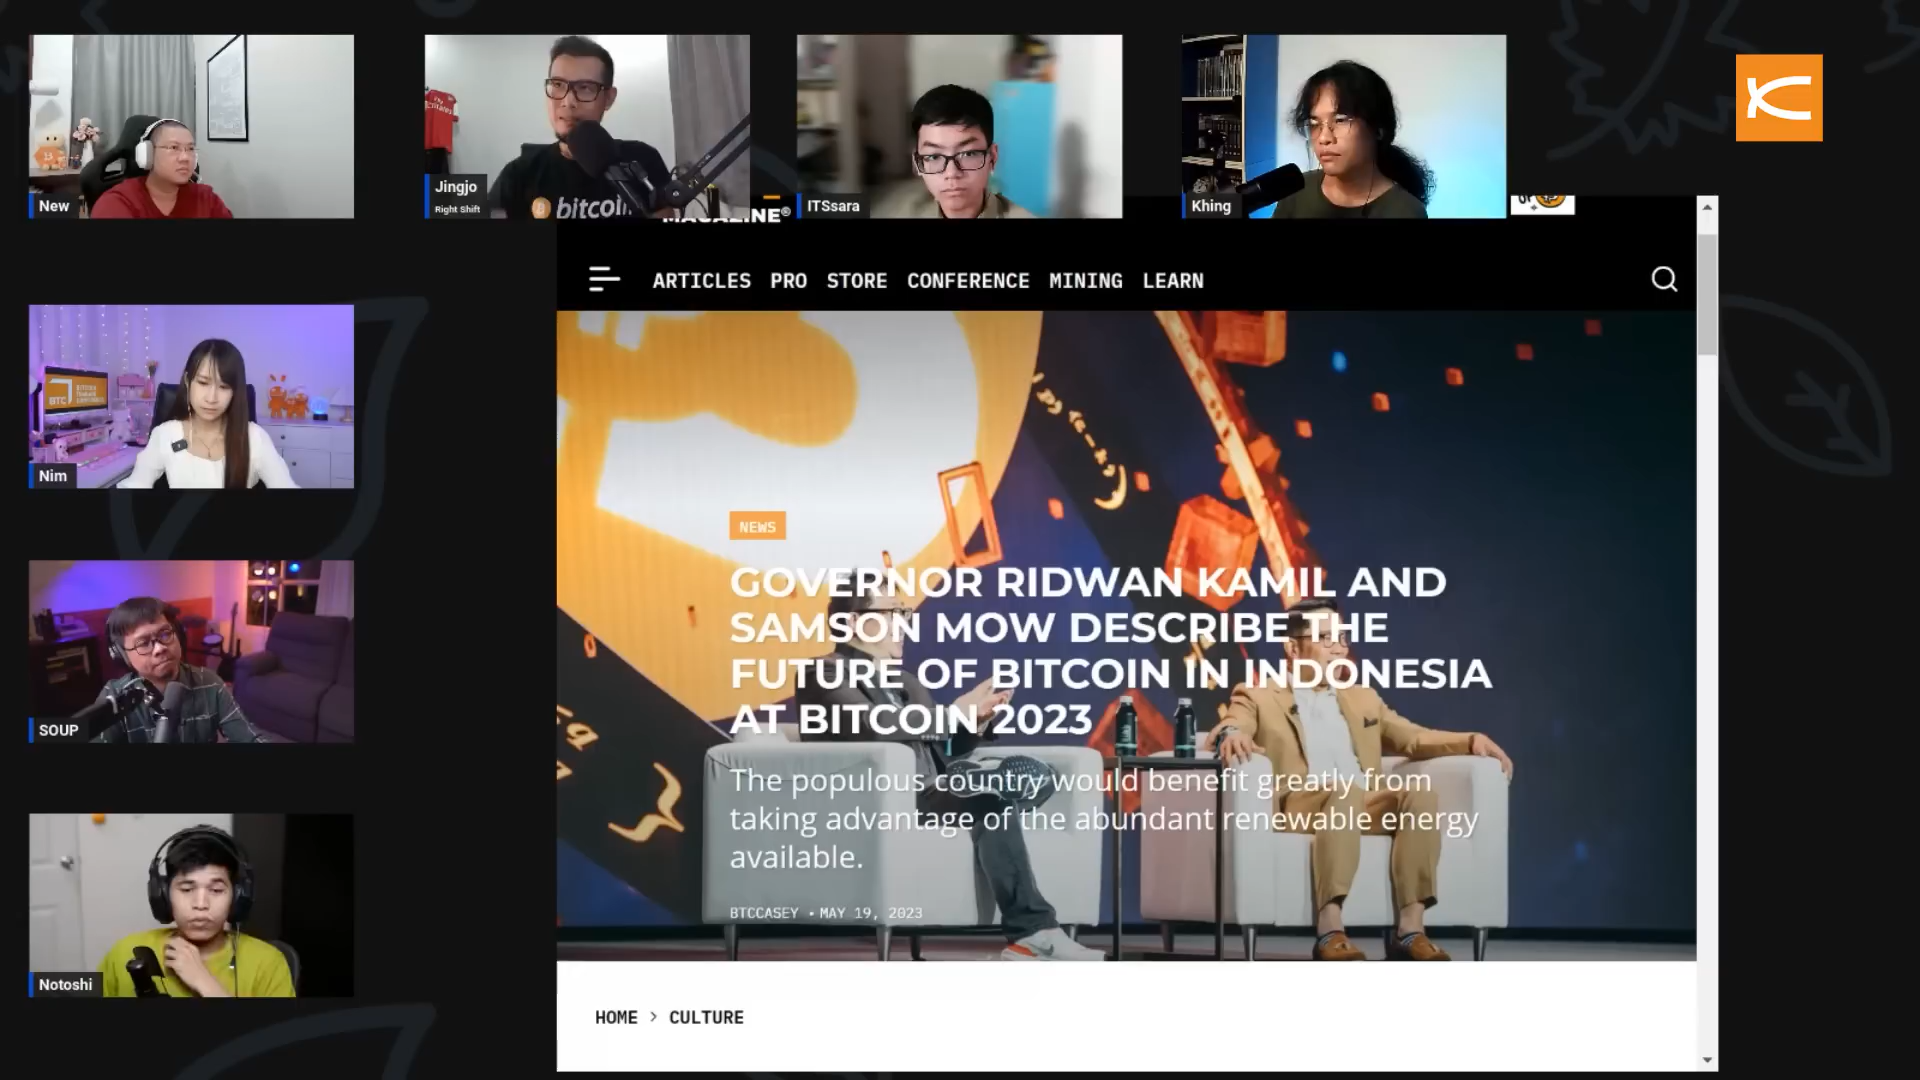 New
Jingjo
Right Shift
bitcoin
ITSsara
Khing
MAGAZINE®
ARTICLES PRO STORE CONFERENCE MINING LEARN
Nim
BTC
SOUP
Notoshi
NEWS
GOVERNOR RIDWAN KAMIL AND
SAMSON MOW DESCRIBE THE
FUTURE OF BITCOIN IN INDONESIA
AT BITCOIN 2023
The populous country would benefit greatly from
taking advantage of the abundant renewable energy
available.
BTCCASEY • MAY 19, 2023
HOME > CULTURE